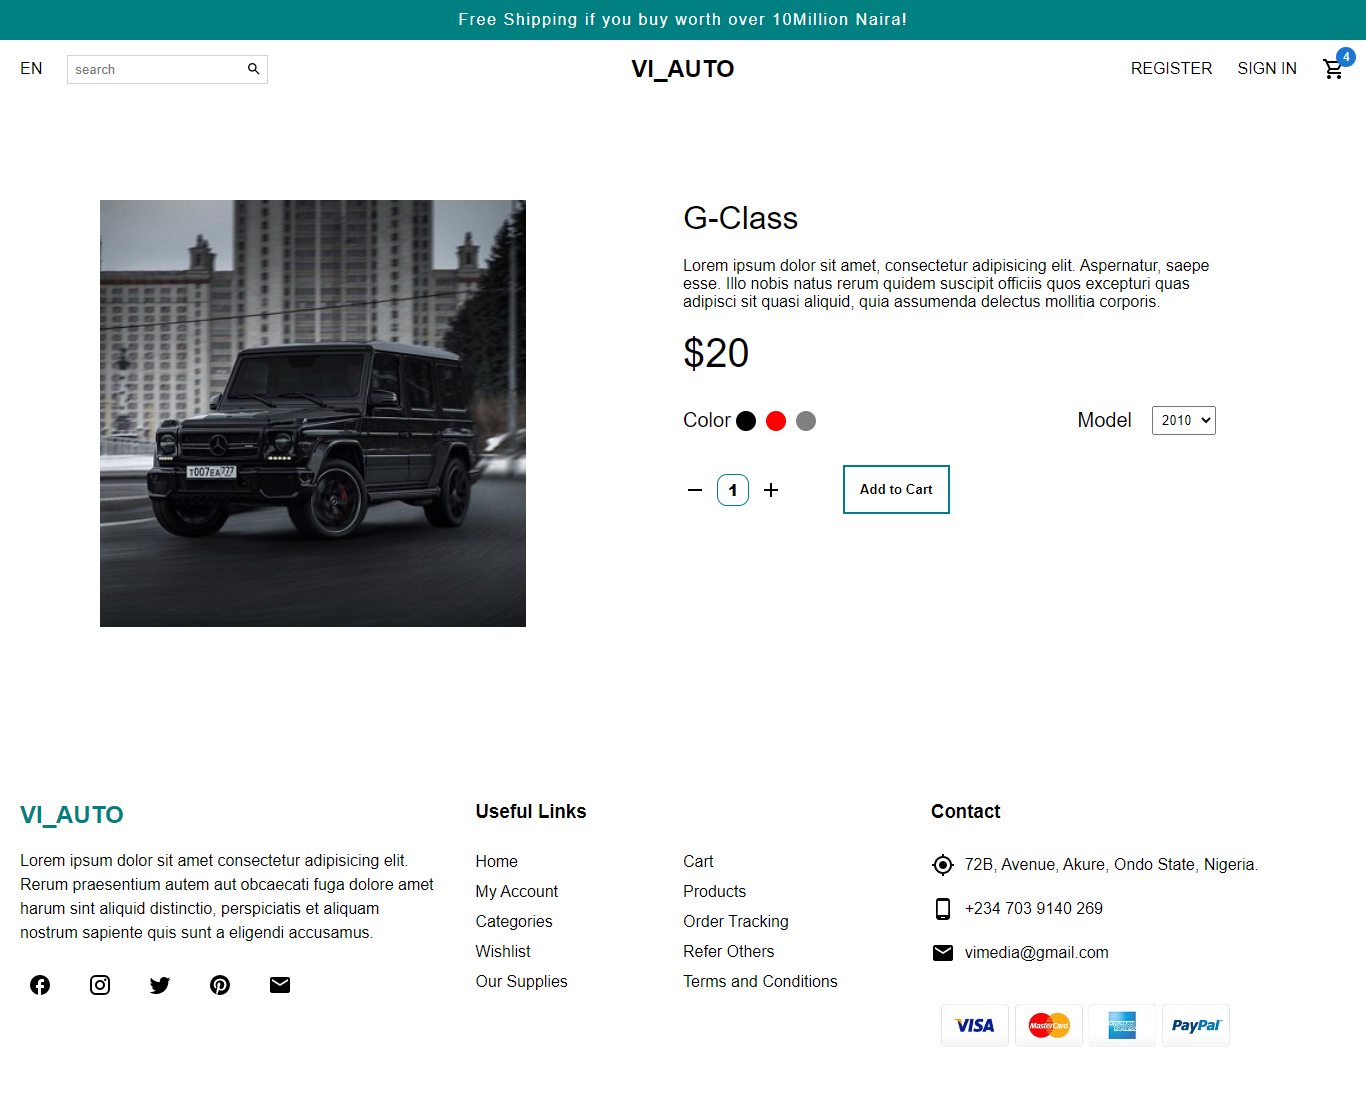 Free Shipping if you buy worth over 10Million Naira!
EN
search
VI_AUTO
REGISTER
SIGN IN
4
G-Class
Lorem ipsum dolor sit amet, consectetur adipisicing elit. Aspernatur, saepe
esse. Illo nobis natus rerum quidem suscipit officiis quos excepturi quas
adipisci sit quasi aliquid, quia assumenda delectus mollitia corporis.
$20
Color
Model
2010
1
Add to Cart
T007EA777
VI_AUTO
Lorem ipsum dolor sit amet consectetur adipisicing elit.
Rerum praesentium autem aut obcaecati fuga dolore amet
harum sint aliquid distinctio, perspiciatis et aliquam
nostrum sapiente quis sunt a eligendi accusamus.
Useful Links
Home
My Account
Categories
Wishlist
Our Supplies
Cart
Products
Order Tracking
Refer Others
Terms and Conditions
Contact
72B, Avenue, Akure, Ondo State, Nigeria.
+234 703 9140 269
vimedia@gmail.com
VISA
MasterCard
PayPal